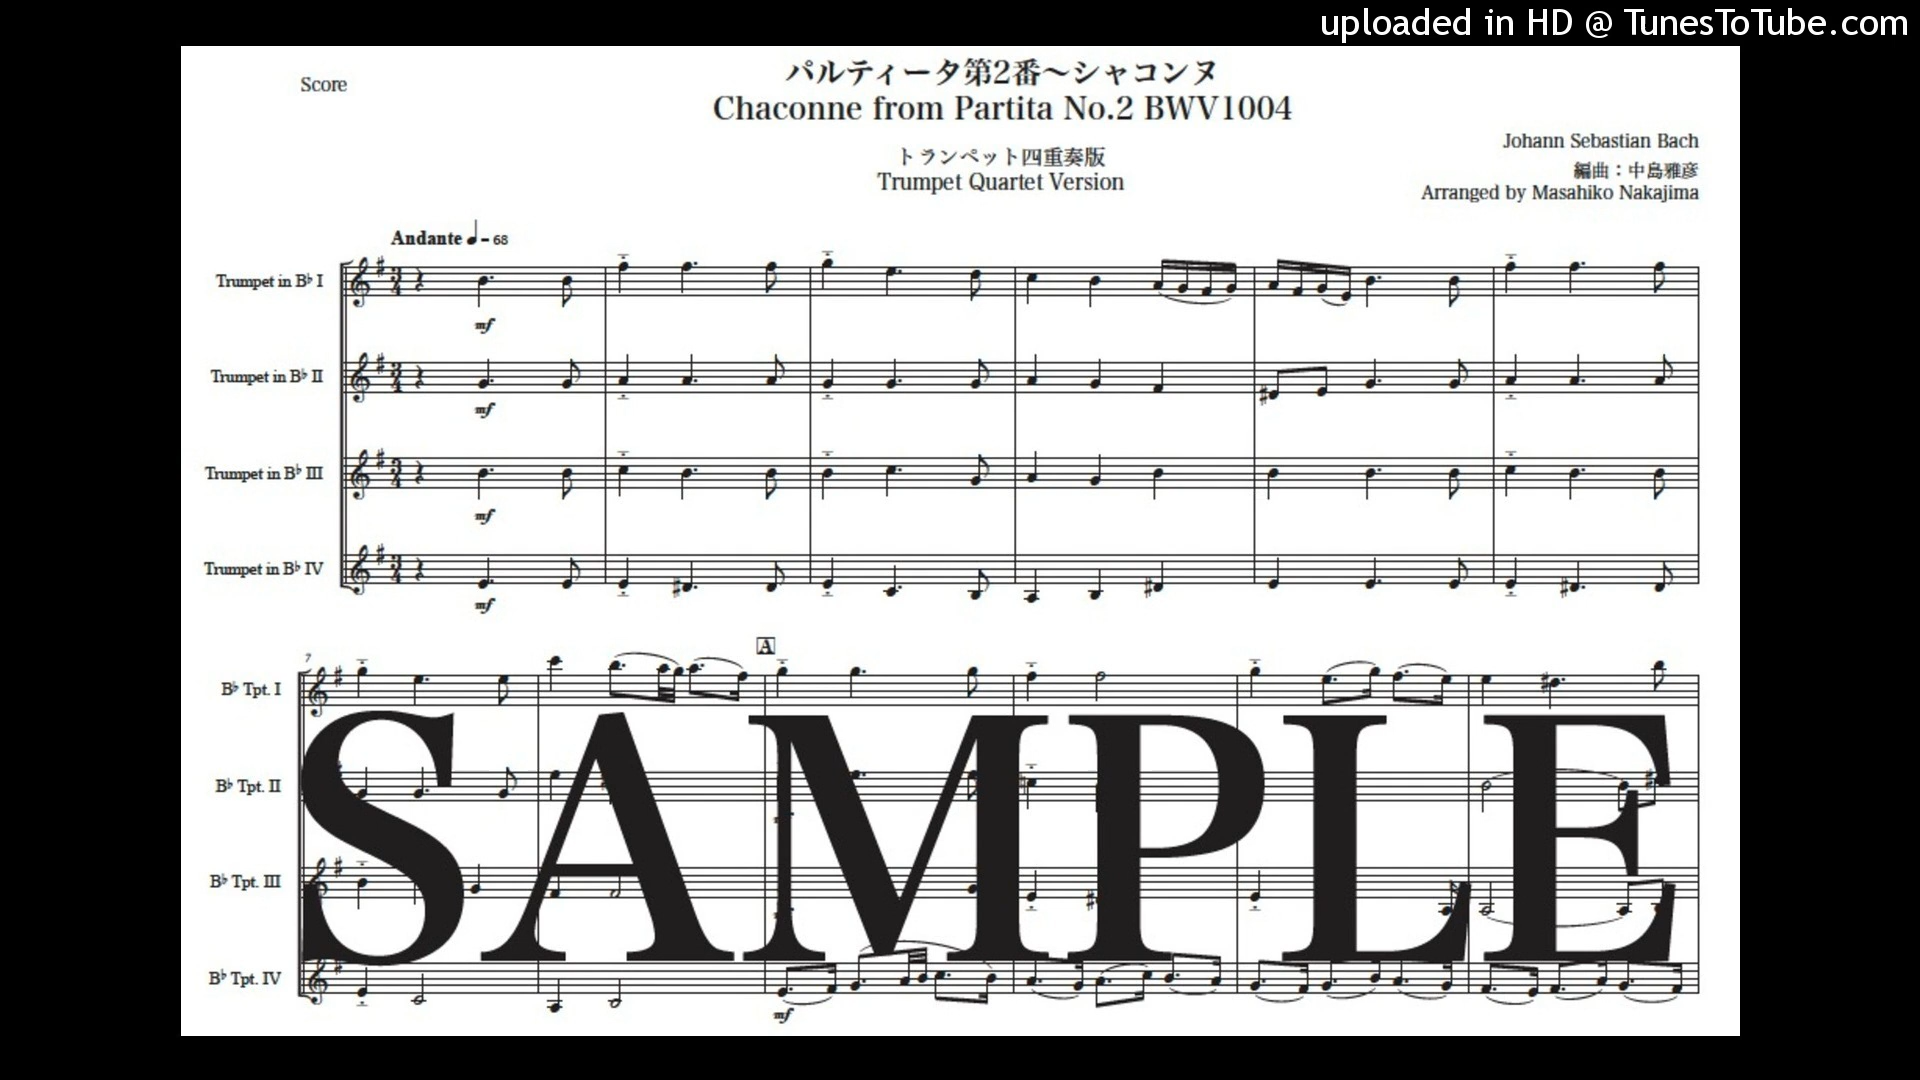 uploaded in HD @ TunesToTube.com
Score
パルティータ第2番～シャコンヌ
Chaconne from Partita No.2 BWV1004
トランペット四重奏版
Trumpet Quartet Version
Johann Sebastian Bach
編曲：中島雅彦
Arranged by Masahiko Nakajima
Andante ♩= 68
Trumpet in B♭ I
mf
Trumpet in B♭ II
mf
Trumpet in B♭ III
mf
Trumpet in B♭ IV
mf
A
7
B♭ Tpt. I
B♭ Tpt. II
B♭ Tpt. III
B♭ Tpt. IV
mf
SAMPLE